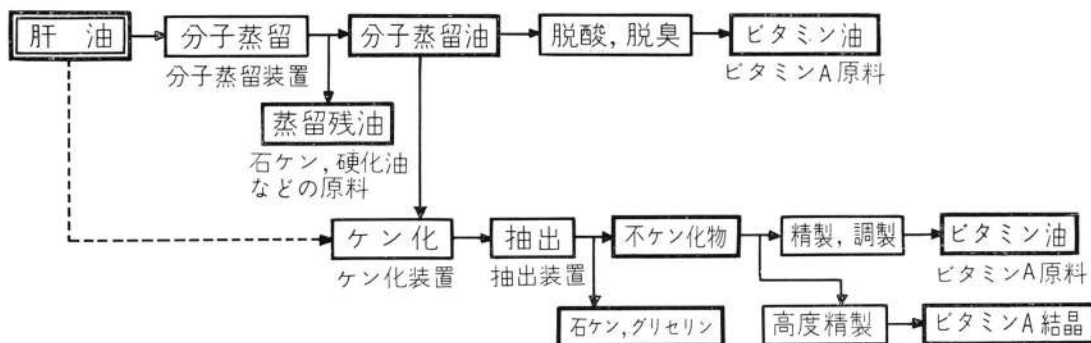 肝 油
分子蒸留
分子蒸留油
脱酸, 脱臭
ビタミン油
分子蒸留装置
ビタミンA原料
蒸留残油
石ケン, 硬化油
などの原料
ケン化
抽出
不ケン化物
精製, 調製
ビタミン油
ケン化装置
抽出装置
ビタミンA原料
石ケン, グリセリン
高度精製
ビタミンA結晶